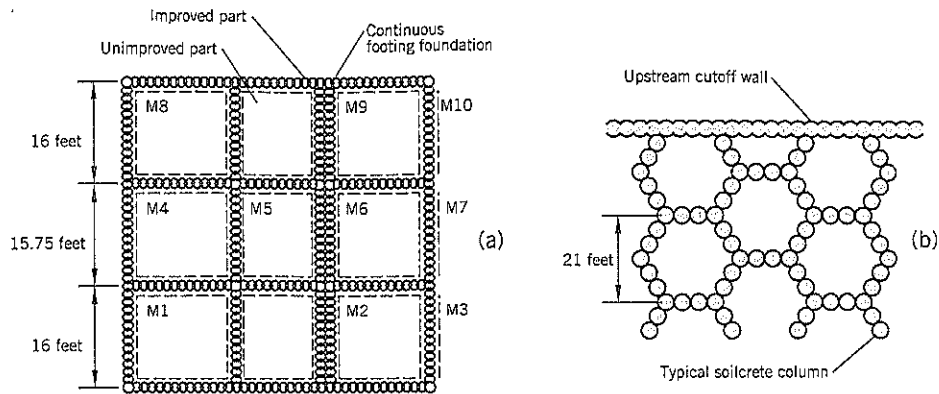 Improved part
Unimproved part
Continuous
footing foundation
M8
M9
M10
16 feet
M4
M5
M6
M7
15.75 feet
(a)
M1
M2
M3
16 feet
Upstream cutoff wall
21 feet
(b)
Typical soilcrete column